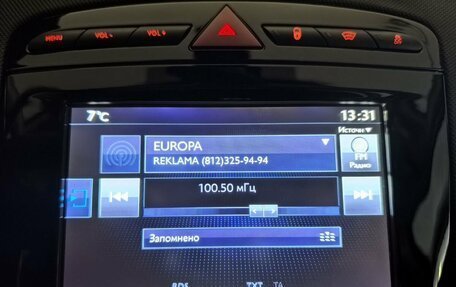 MENU VOL- VOL+
7°C 13:31
Источн
EUROPA
REKLAMA (812)325-94-94
FM
Радио
100.50 мГц
Запомнено
RDS TXT TA